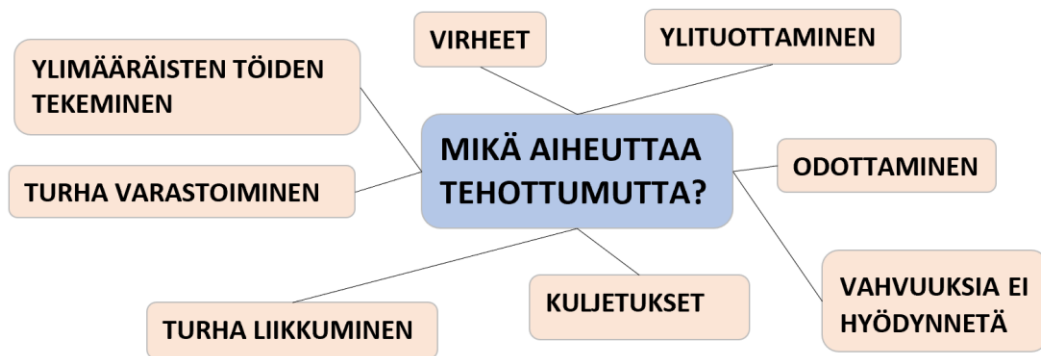 VIRHEET
YLITUOTTAMINEN
YLIMÄÄRÄISTEN TÖIDEN
TEKEMINEN
MIKÄ AIHEUTTAA
TEHOTTUMUTTA?
ODOTTAMINEN
TURHA VARASTOIMINEN
VAHVUUKSIA EI
HYÖDYNNETÄ
KULJETUKSET
TURHA LIIKKUMINEN